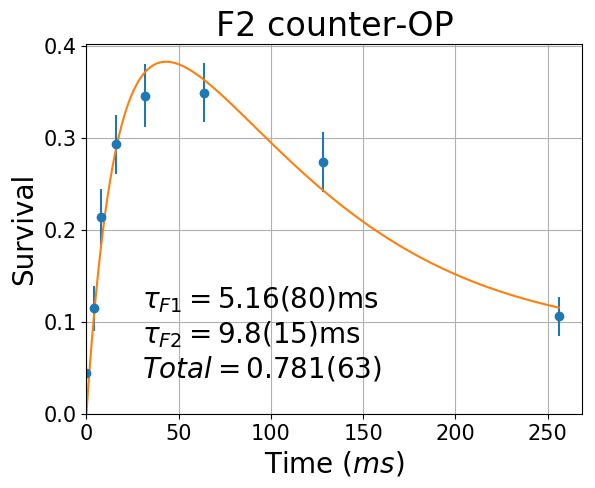 F2 counter-OP
Survival
0.4
0.3
0.2
0.1
0.0
τF1 = 5.16(80)ms
τF2 = 9.8(15)ms
Total = 0.781(63)
0 50 100 150 200 250
Time (ms)